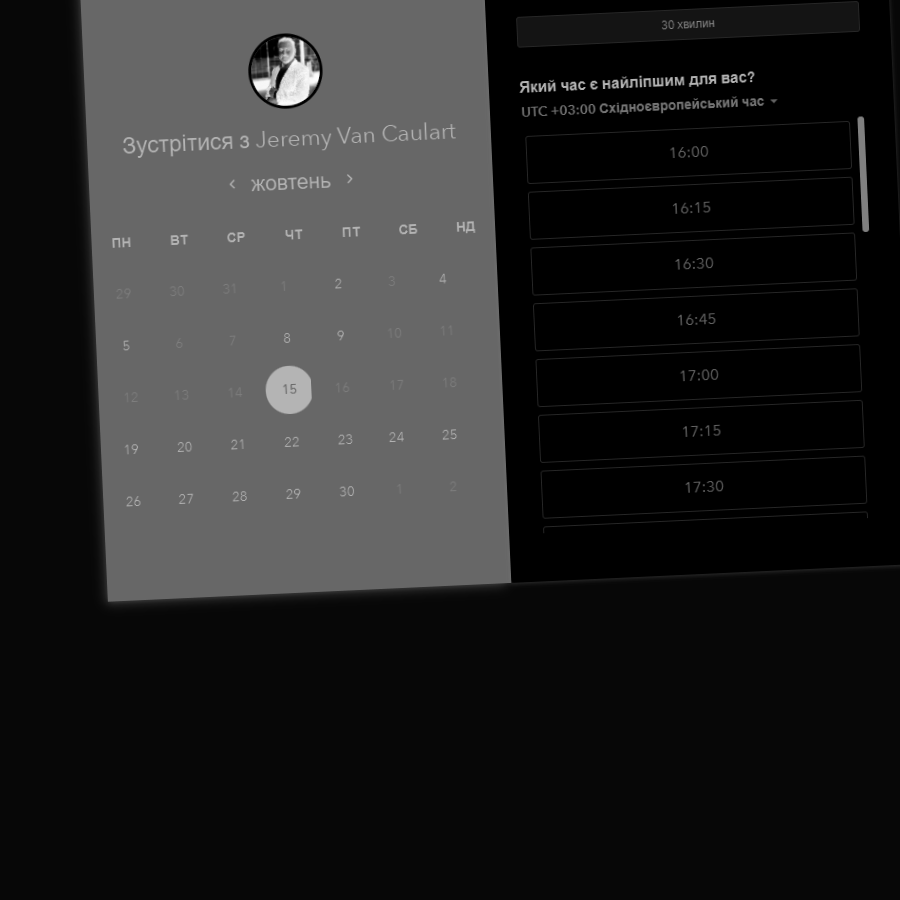 Зустрітися з Jeremy Van Caulart
‹ жовтень ›
ПН ВТ СР ЧТ ПТ СБ НД
29 30 31 1 2 3 4
5 6 7 8 9 10 11
12 13 14 15 16 17 18
19 20 21 22 23 24 25
26 27 28 29 30 1 2
30 хвилин
Який час є найліпшим для вас?
UTC +03:00 Східноєвропейський час
16:00
16:15
16:30
16:45
17:00
17:15
17:30